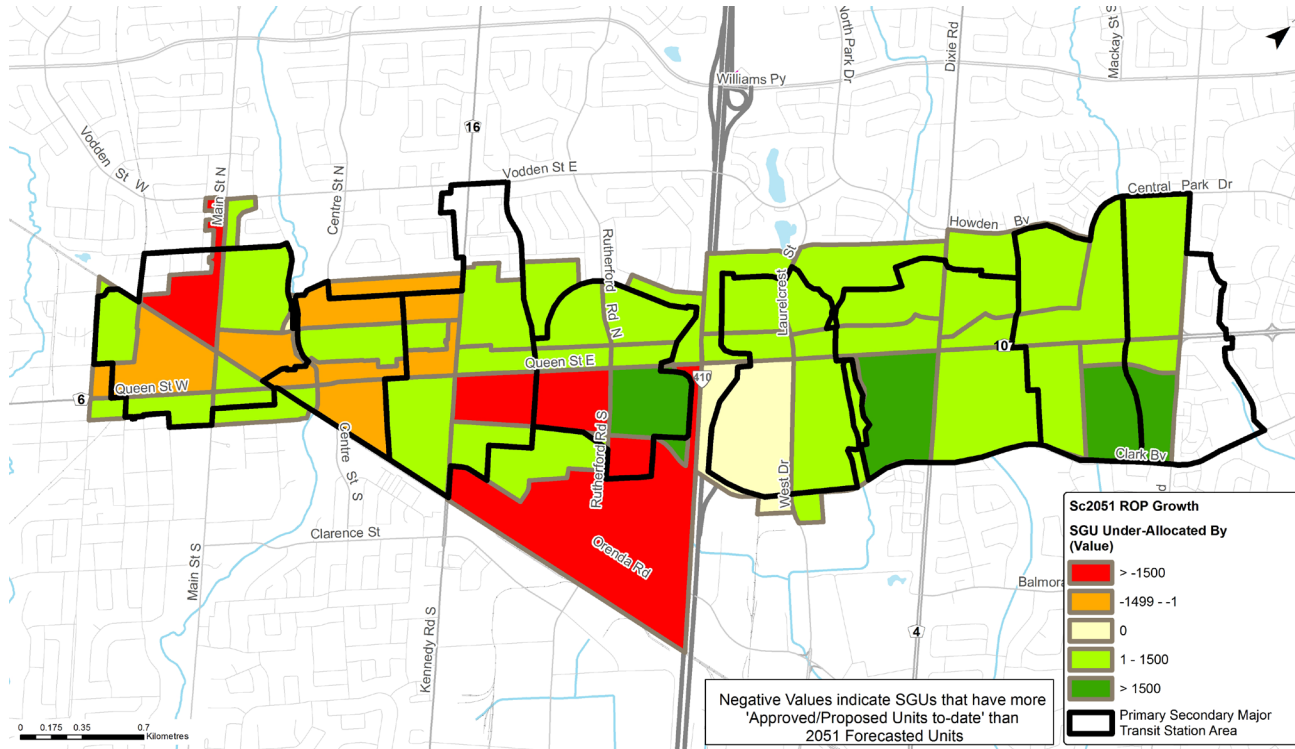 North Park Dr
Dixie Rd
Mackay St S
Williams Py
16
Vodden St W
Main St N
Centre St N
Vodden St E
Central Park Dr
Howden Bv
Rutherford Rd N
Laurelcrest St
Queen St E
10
410
Queen St W
6
Centre St S
Rutherford Rd S
West Dr
Clark Bv
Clarence St
Orenda Rd
Main St S
Kennedy Rd S
4
Sc2051 ROP Growth
SGU Under-Allocated By
(Value)
> -1500
-1499 - -1
0
1 - 1500
> 1500
Primary Secondary Major
Transit Station Area
Negative Values indicate SGUs that have more
'Approved/Proposed Units to-date' than
2051 Forecasted Units
0 0.175 0.35 0.7
Kilometres